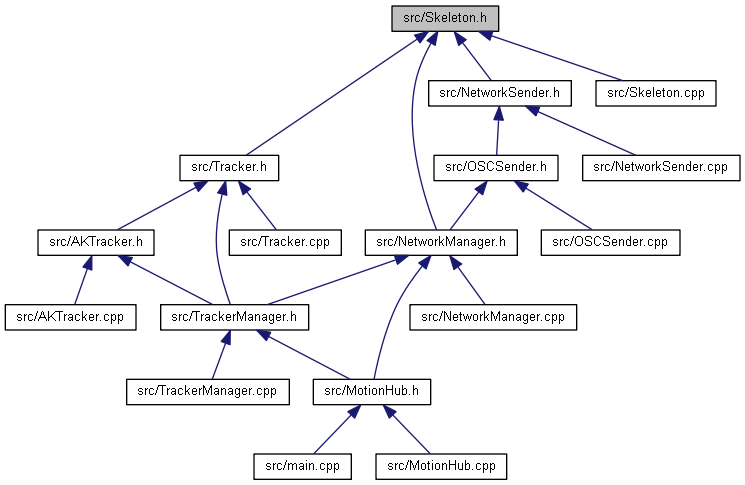 src/Skeleton.h
src/NetworkSender.h
src/Skeleton.cpp
src/Tracker.h
src/OSCSender.h
src/NetworkSender.cpp
src/AKTracker.h
src/Tracker.cpp
src/NetworkManager.h
src/OSCSender.cpp
src/AKTracker.cpp
src/TrackerManager.h
src/NetworkManager.cpp
src/TrackerManager.cpp
src/MotionHub.h
src/main.cpp
src/MotionHub.cpp